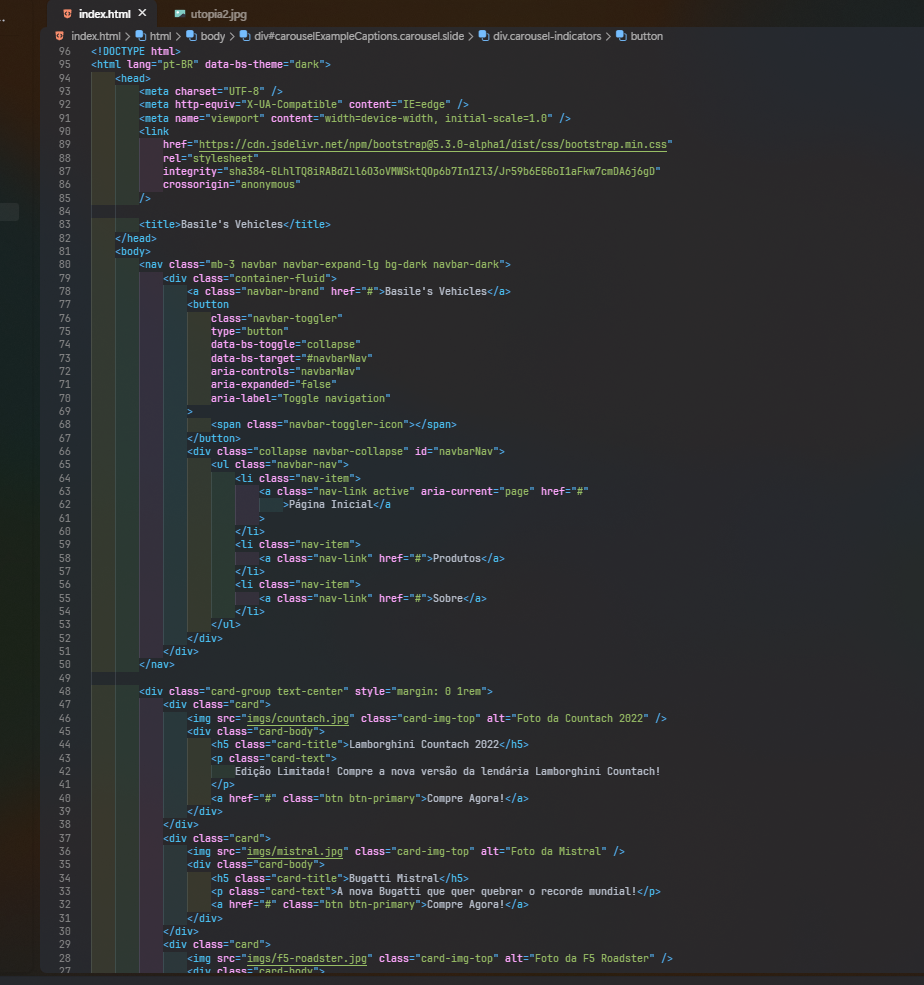 index.html × utopia2.jpg
index.html > html > body > div#carouselExampleCaptions.carousel.slide > div.carousel-indicators > button
96 <!DOCTYPE html>
95 <html lang="pt-BR" data-bs-theme="dark">
94 <head>
93 <meta charset="UTF-8" />
92 <meta http-equiv="X-UA-Compatible" content="IE=edge" />
91 <meta name="viewport" content="width=device-width, initial-scale=1.0" />
90 <link
89 href="https://cdn.jsdelivr.net/npm/bootstrap@5.3.0-alpha1/dist/css/bootstrap.min.css"
88 rel="stylesheet"
87 integrity="sha384-GLhlTQ8iRABdZLl6O3oVMWSktQOp6b7In1Zl3/Jr59b6EGGoI1aFkw7cmDA6j6gD"
86 crossorigin="anonymous"
85 />
84
83 <title>Basile's Vehicles</title>
82 </head>
81 <body>
80 <nav class="mb-3 navbar navbar-expand-lg bg-dark navbar-dark">
79 <div class="container-fluid">
78 <a class="navbar-brand" href="#">Basile's Vehicles</a>
77 <button
76 class="navbar-toggler"
75 type="button"
74 data-bs-toggle="collapse"
73 data-bs-target="#navbarNav"
72 aria-controls="navbarNav"
71 aria-expanded="false"
70 aria-label="Toggle navigation"
69 >
68 <span class="navbar-toggler-icon"></span>
67 </button>
66 <div class="collapse navbar-collapse" id="navbarNav">
65 <ul class="navbar-nav">
64 <li class="nav-item">
63 <a class="nav-link active" aria-current="page" href="#"
62 >Página Inicial</a
61 >
60 </li>
59 <li class="nav-item">
58 <a class="nav-link" href="#">Produtos</a>
57 </li>
56 <li class="nav-item">
55 <a class="nav-link" href="#">Sobre</a>
54 </li>
53 </ul>
52 </div>
51 </div>
50 </nav>
49
48 <div class="card-group text-center" style="margin: 0 1rem">
47 <div class="card">
46 <img src="imgs/countach.jpg" class="card-img-top" alt="Foto da Countach 2022" />
45 <div class="card-body">
44 <h5 class="card-title">Lamborghini Countach 2022</h5>
43 <p class="card-text">
42 Edição Limitada! Compre a nova versão da lendária Lamborghini Countach!
41 </p>
40 <a href="#" class="btn btn-primary">Compre Agora!</a>
39 </div>
38 </div>
37 <div class="card">
36 <img src="imgs/mistral.jpg" class="card-img-top" alt="Foto da Mistral" />
35 <div class="card-body">
34 <h5 class="card-title">Bugatti Mistral</h5>
33 <p class="card-text">A nova Bugatti que quer quebrar o recorde mundial!</p>
32 <a href="#" class="btn btn-primary">Compre Agora!</a>
31 </div>
30 </div>
29 <div class="card">
28 <img src="imgs/f5-roadster.jpg" class="card-img-top" alt="Foto da F5 Roadster" />
27 <div class="card-body">